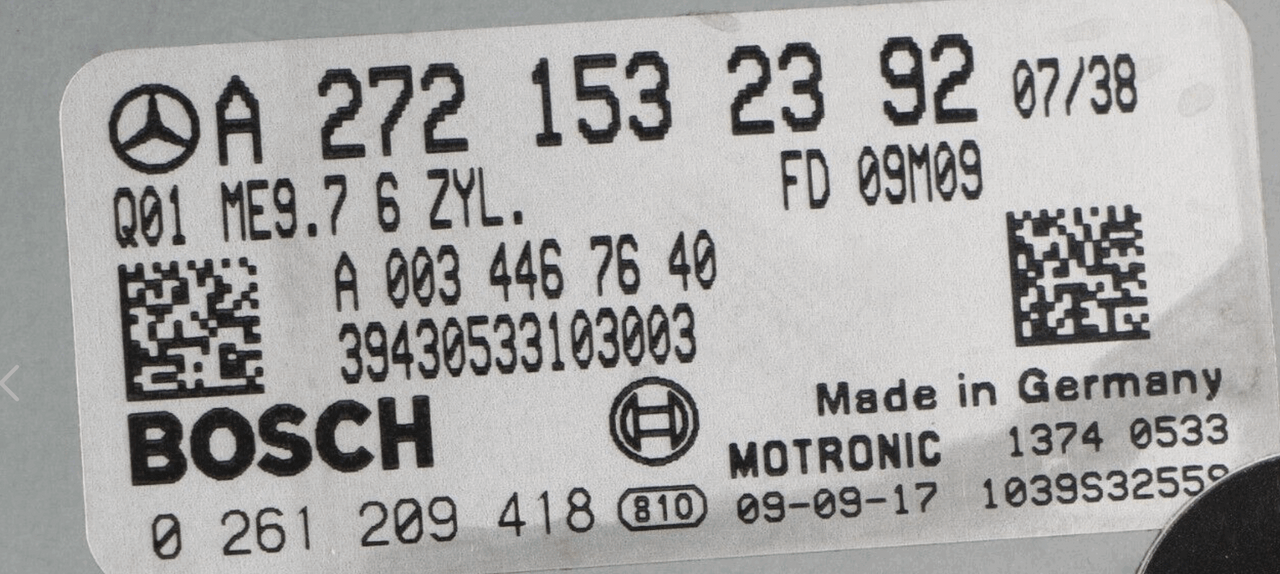 A 272 153 23 92 07/38
Q01 ME9.7 6 ZYL. FD 09M09
A 003 446 76 40
39430533103003
BOSCH
Made in Germany
MOTRONIC 1374 0533
0 261 209 418 810 09-09-17